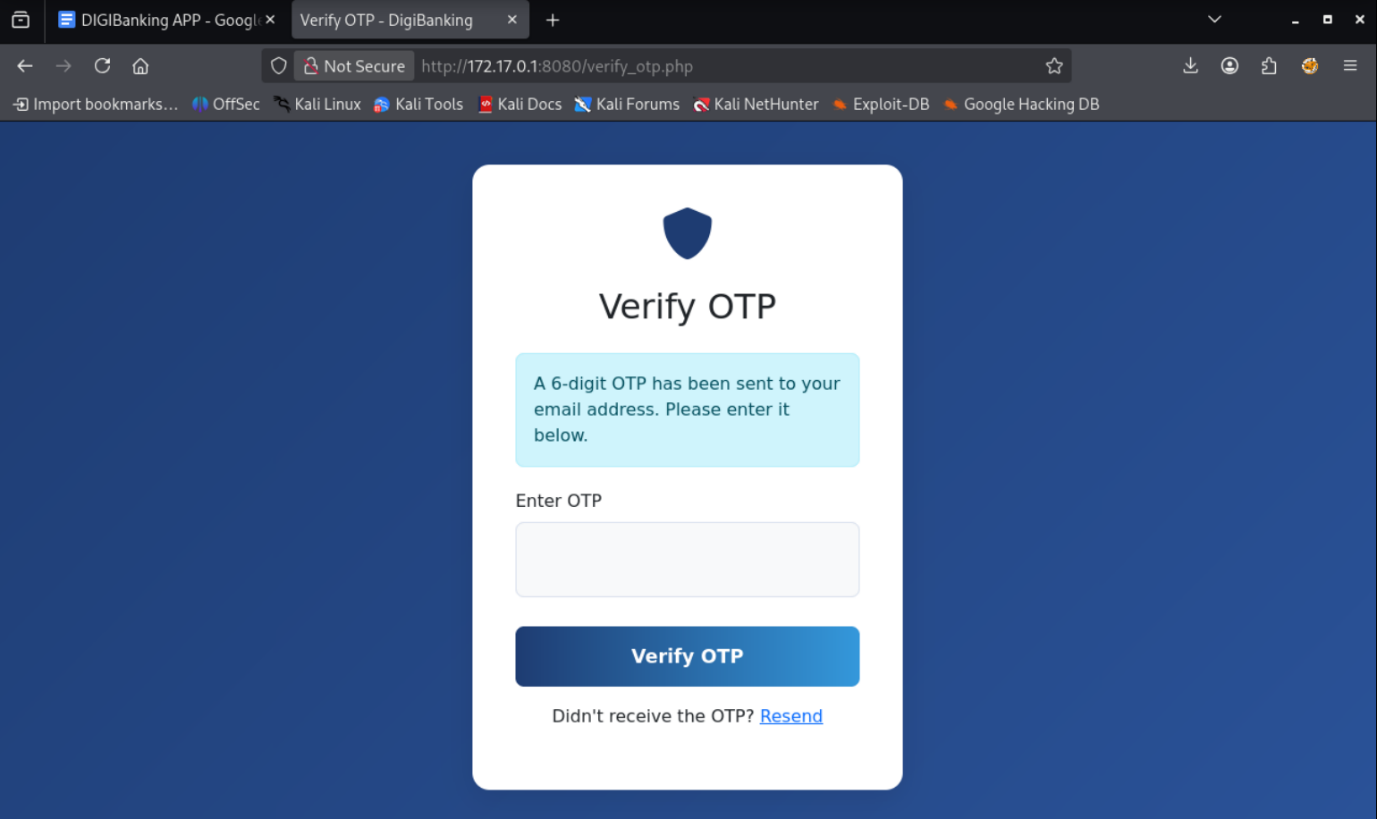 DIGIBanking APP - Googl
Verify OTP - DigiBanking
Not Secure
http://172.17.0.1:8080/verify_otp.php
Import bookmarks...
OffSec
Kali Linux
Kali Tools
Kali Docs
Kali Forums
Kali NetHunter
Exploit-DB
Google Hacking DB
Verify OTP
A 6-digit OTP has been sent to your
email address. Please enter it
below.
Enter OTP
Verify OTP
Didn't receive the OTP? Resend